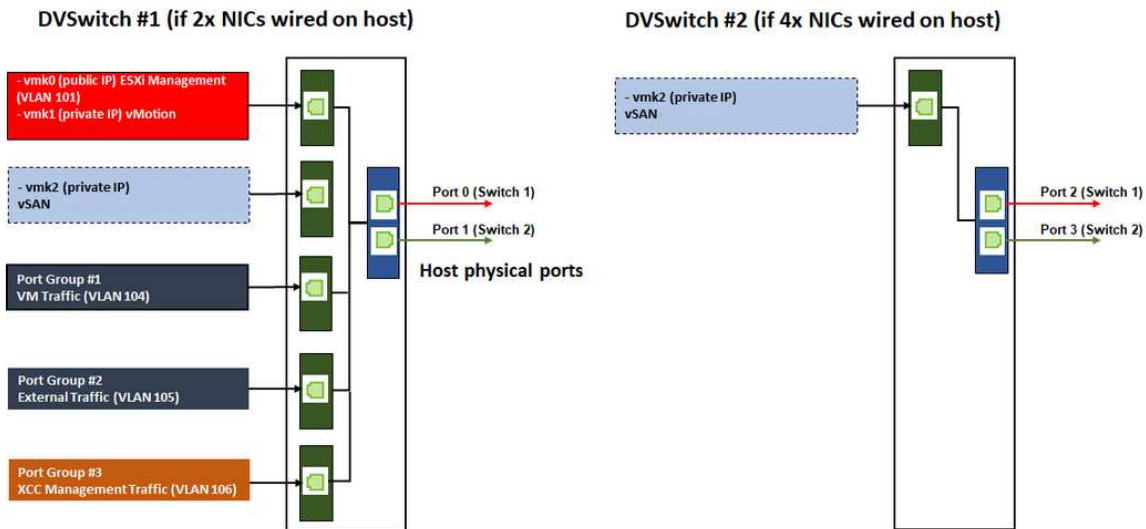 DVSwitch #1 (if 2x NICs wired on host)
- vmk0 (public IP) ESXi Management
(VLAN 101)
- vmk1 (private IP) vMotion
- vmk2 (private IP)
vSAN
Port Group #1
VM Traffic (VLAN 104)
Port Group #2
External Traffic (VLAN 105)
Port Group #3
XCC Management Traffic (VLAN 106)
Port 0 (Switch 1)
Port 1 (Switch 2)
Host physical ports
DVSwitch #2 (if 4x NICs wired on host)
- vmk2 (private IP)
vSAN
Port 2 (Switch 1)
Port 3 (Switch 2)